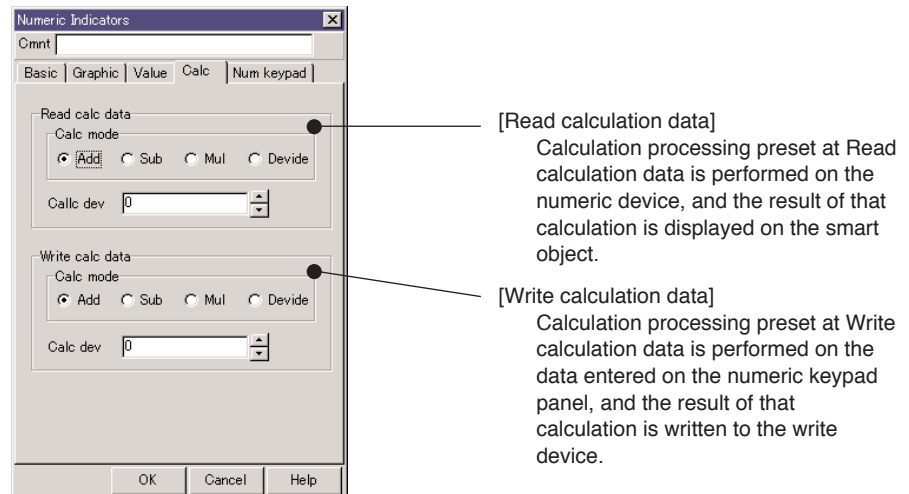 Numeric Indicators
Cmnt
Basic Graphic Value Calc Num keypad
Read calc data
Calc mode
Add Sub Mul Devide
Callc dev 0
Write calc data
Calc mode
Add Sub Mul Devide
Calc dev 0
OK Cancel Help
[Read calculation data]
Calculation processing preset at Read
calculation data is performed on the
numeric device, and the result of that
calculation is displayed on the smart
object.
[Write calculation data]
Calculation processing preset at Write
calculation data is performed on the
data entered on the numeric keypad
panel, and the result of that
calculation is written to the write
device.